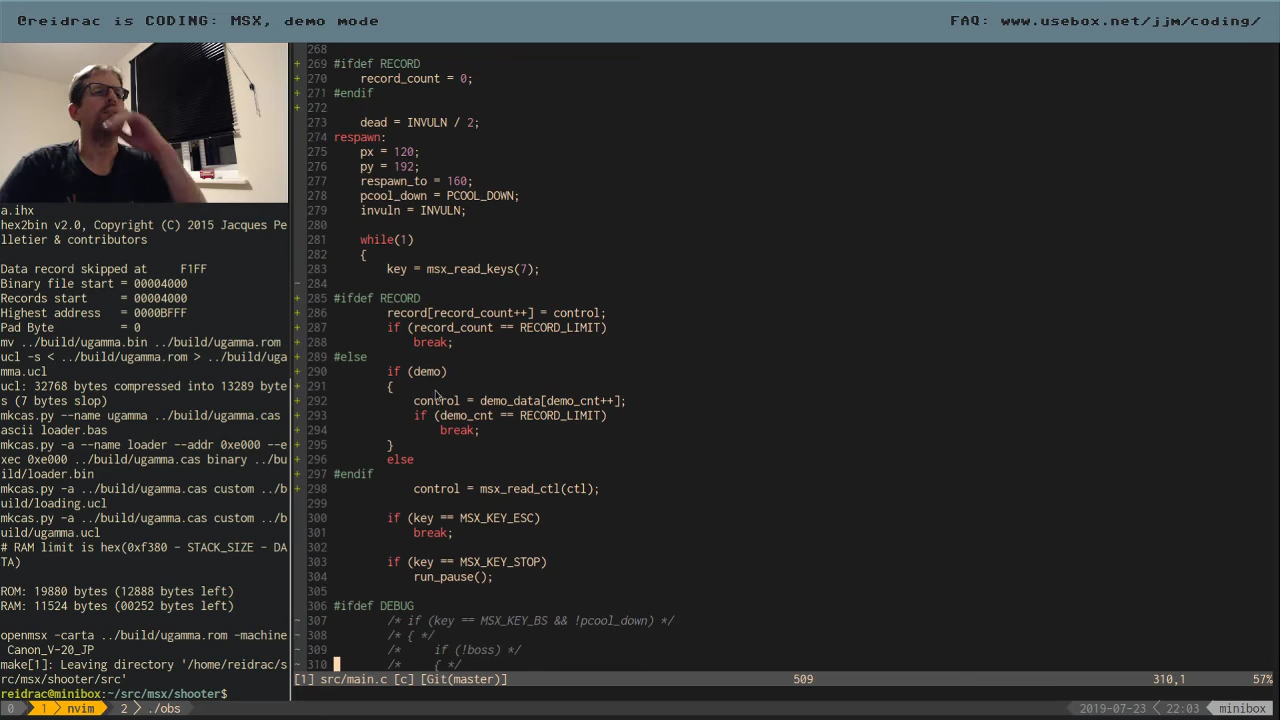 @reidrac is CODING: MSX, demo mode
FAQ: www.usebox.net/jjm/coding/
a.ihx
hex2bin v2.0, Copyright (C) 2015 Jacques Pe
lletier & contributors
Data record skipped at     F1FF
Binary file start = 00004000
Records start     = 00004000
Highest address   = 0000BFFF
Pad Byte          = 0
mv ../build/ugamma.bin ../build/ugamma.rom
ucl -s < ../build/ugamma.rom > ../build/uga
mma.ucl
ucl: 32768 bytes compressed into 13289 byte
s (7 bytes slop)
mkcas.py --name ugamma ../build/ugamma.cas
ascii loader.bas
mkcas.py -a --name loader --addr 0xe000 --e
xec 0xe000 ../build/ugamma.cas binary ../bu
ild/loader.bin
mkcas.py -a ../build/ugamma.cas custom ../b
uild/loading.ucl
mkcas.py -a ../build/ugamma.cas custom ../b
uild/ugamma.ucl
# RAM limit is hex(0xf380 - STACK_SIZE - DA
TA)
ROM: 19880 bytes (12888 bytes left)
RAM: 11524 bytes (00252 bytes left)
openmsx -carta ../build/ugamma.rom -machine
 Canon_V-20_JP
make[1]: Leaving directory '/home/reidrac/s
rc/msx/shooter/src'
reidrac@minibox:~/src/msx/shooter$
268
+ 269 #ifdef RECORD
+ 270     record_count = 0;
+ 271 #endif
+ 272
273     dead = INVULN / 2;
274 respawn:
275     px = 120;
276     py = 192;
277     respawn_to = 160;
278     pcool_down = PCOOL_DOWN;
279     invuln = INVULN;
280
281     while(1)
282     {
283         key = msx_read_keys(7);
~ 284
+ 285 #ifdef RECORD
+ 286         record[record_count++] = control;
+ 287         if (record_count == RECORD_LIMIT)
+ 288             break;
+ 289 #else
+ 290         if (demo)
+ 291         {
+ 292             control = demo_data[demo_cnt++];
+ 293             if (demo_cnt == RECORD_LIMIT)
+ 294                 break;
+ 295         }
+ 296         else
+ 297 #endif
+ 298             control = msx_read_ctl(ctl);
299
300         if (key == MSX_KEY_ESC)
301             break;
302
303         if (key == MSX_KEY_STOP)
304             run_pause();
305
306 #ifdef DEBUG
~ 307         /* if (key == MSX_KEY_BS && !pcool_down) */
~ 308         /* { */
~ 309         /*     if (!boss) */
~ 310         /*     { */
[1] src/main.c [c] [Git(master)] 509 310,1 57%
0 1 nvim 2 ./obs 2019-07-23 22:03 minibox